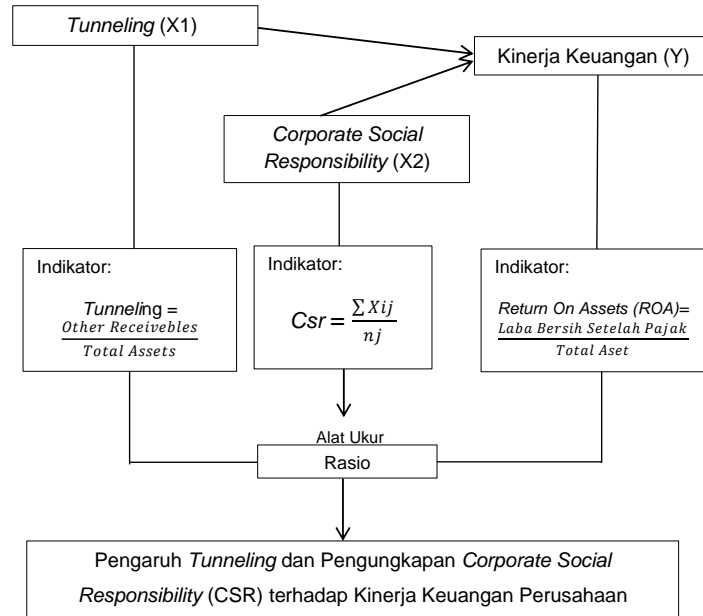 Tunneling (X1)
Kinerja Keuangan (Y)
Corporate Social
Responsibility (X2)
Indikator:
Tunneling =
Other Receivebles
Total Assets
Indikator:
Csr = ∑ Xij
nj
Indikator:
Return On Assets (ROA)=
Laba Bersih Setelah Pajak
Total Aset
Alat Ukur
Rasio
Pengaruh Tunneling dan Pengungkapan Corporate Social
Responsibility (CSR) terhadap Kinerja Keuangan Perusahaan